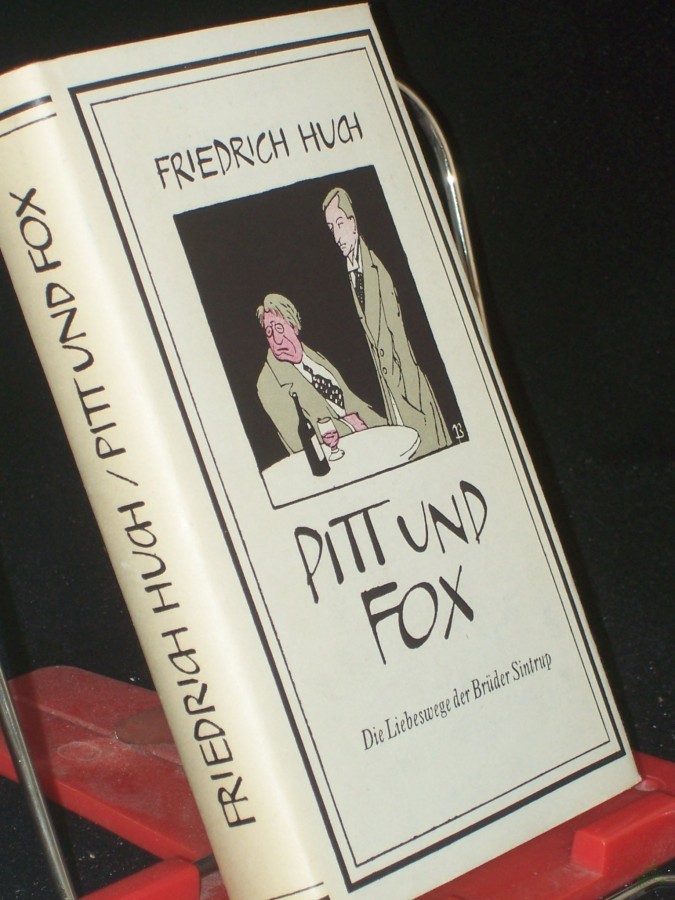 FRIEDRICH HUCH / PITT UND FOX
FRIEDRICH HUCH
PITT UND
FOX
Die Liebeswege der Brüder Sintrup